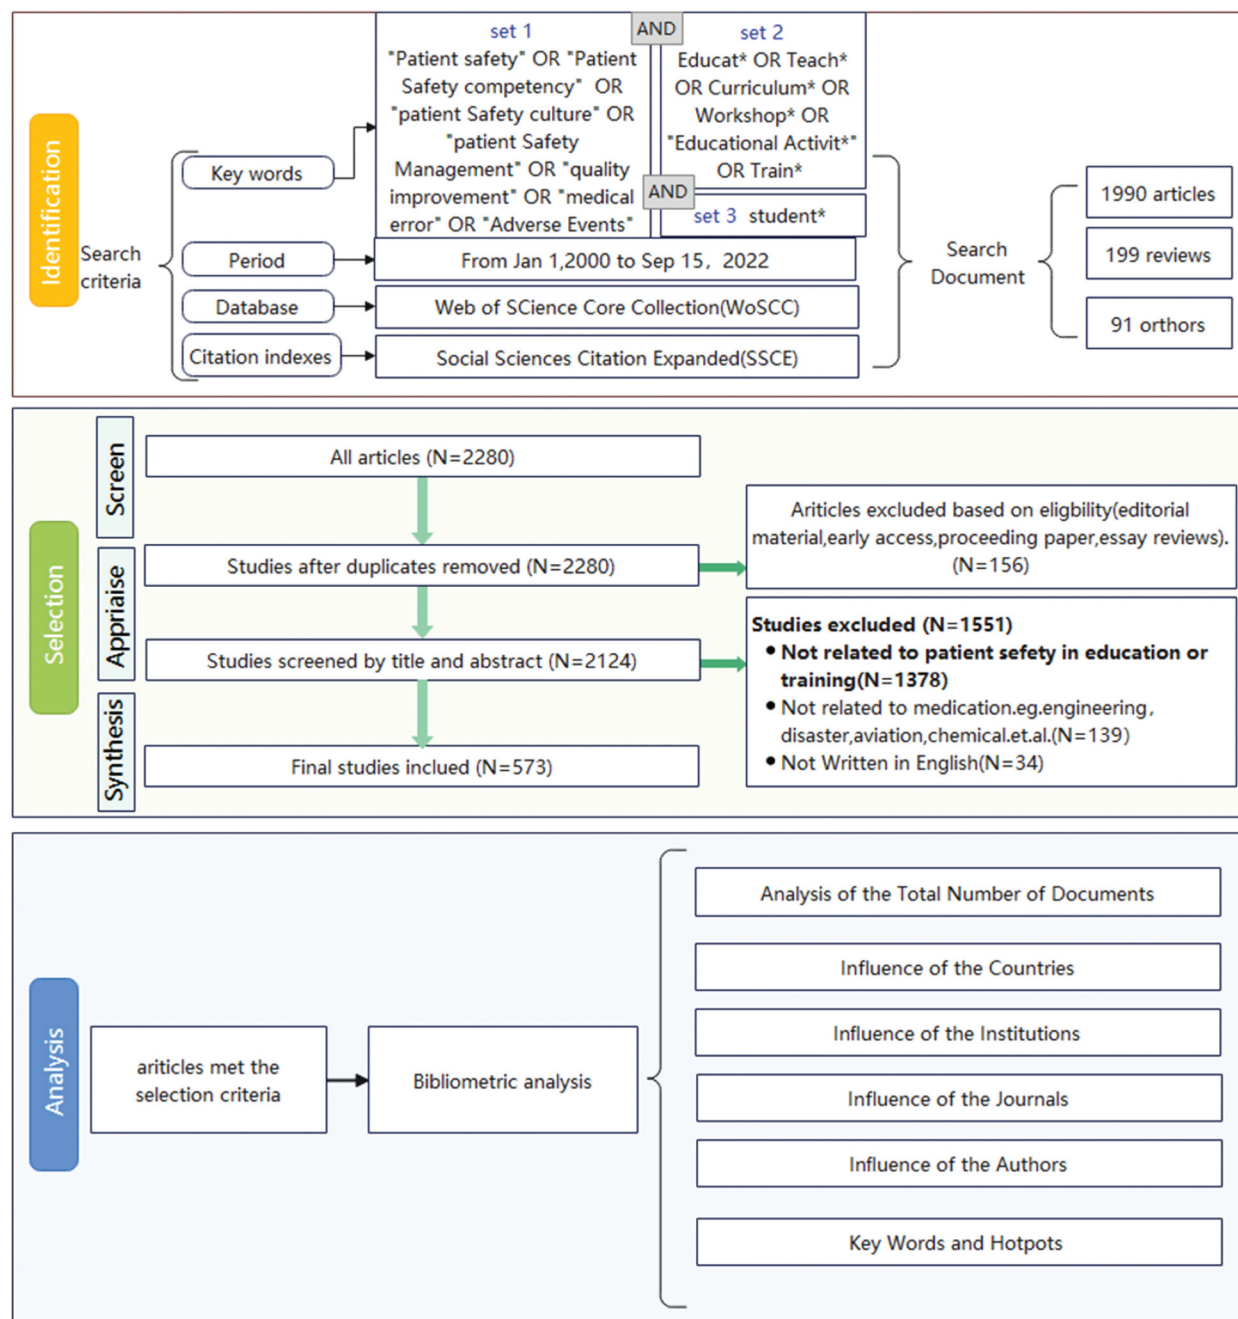 Identification
Search
criteria
Key words
set 1
"Patient safety" OR "Patient
Safety competency" OR
"patient Safety culture" OR
"patient Safety
Management" OR "quality
improvement" OR "medical
error" OR "Adverse Events"
AND
set 2
Educat* OR Teach*
OR Curriculum* OR
Workshop* OR
"Educational Activit*"
OR Train*
AND
set 3 student*
Period
From Jan 1,2000 to Sep 15, 2022
Database
Web of SCience Core Collection(WoSCC)
Citation indexes
Social Sciences Citation Expanded(SSCE)
Search
Document
1990 articles
199 reviews
91 orthors
Selection
Screen
All articles (N=2280)
Appriaise
Studies after duplicates removed (N=2280)
Ariticles excluded based on eligbility(editorial
material,early access,proceeding paper,essay reviews).
(N=156)
Studies screened by title and abstract (N=2124)
Studies excluded (N=1551)
• Not related to patient sefety in education or
training(N=1378)
• Not related to medication.eg.engineering,
disaster,aviation,chemical.et.al.(N=139)
• Not Written in English(N=34)
Synthesis
Final studies inclued (N=573)
Analysis
ariticles met the
selection criteria
Bibliometric analysis
Analysis of the Total Number of Documents
Influence of the Countries
Influence of the Institutions
Influence of the Journals
Influence of the Authors
Key Words and Hotpots